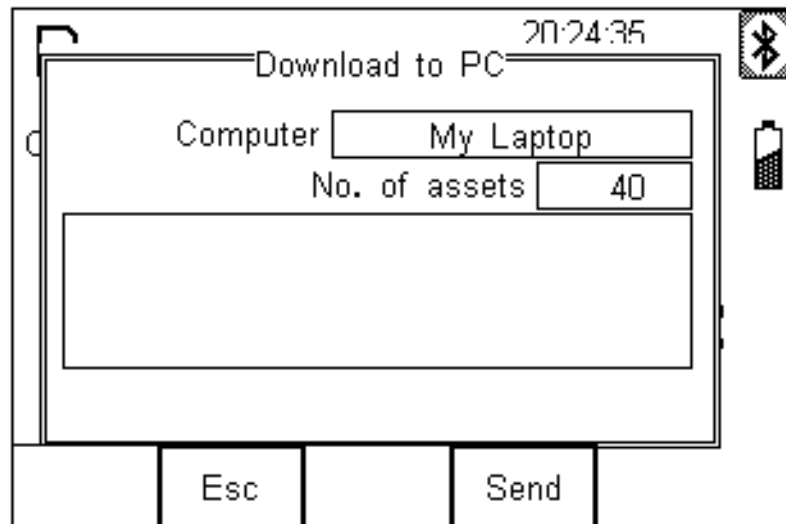 20:24:35
Download to PC
Computer My Laptop
No. of assets 40
Esc Send